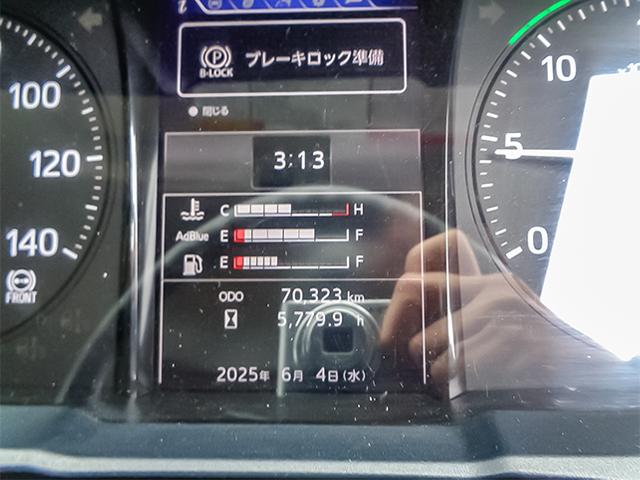 i
P
B-LOCK ブレーキロック準備
閉じる
100
120
140
FRONT
3:13
C H
AdBlue E F
E F
ODO 70,323 km
5,779.9 h
2025年 6月 4日(水)
10
5
0